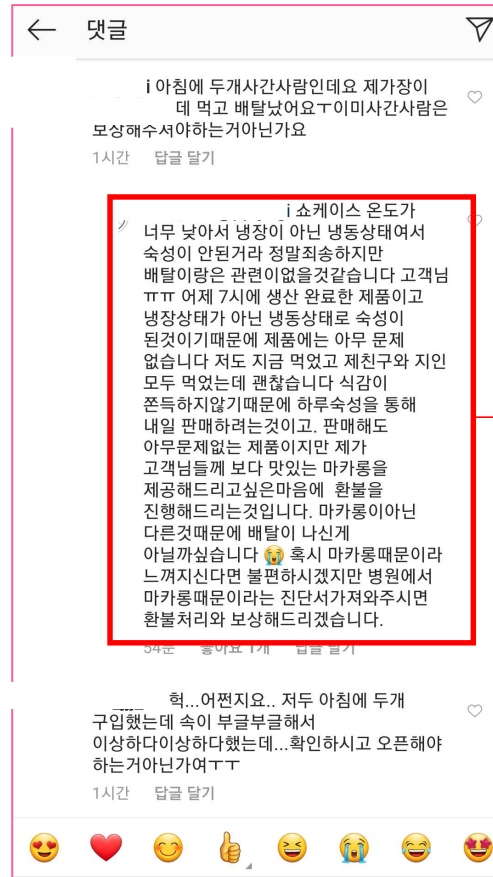 댓글
i 아침에 두개사간사람인데요 제가장이
데 먹고 배탈났어요ㅜ이미사간사람은
보상해주셔야하는거아닌가요
1시간 답글 달기
i 쇼케이스 온도가
너무 낮아서 냉장이 아닌 냉동상태여서
숙성이 안된거라 정말죄송하지만
배탈이랑은 관련이없을것같습니다 고객님
ㅠㅠ 어제 7시에 생산 완료한 제품이고
냉장상태가 아닌 냉동상태로 숙성이
된것이기때문에 제품에는 아무 문제
없습니다 저도 지금 먹었고 제친구와 지인
모두 먹었는데 괜찮습니다 식감이
쫀득하지않기때문에 하루숙성을 통해
내일 판매하려는것이고. 판매해도
아무문제없는 제품이지만 제가
고객님들께 보다 맛있는 마카롱을
제공해드리고싶은마음에 환불을
진행해드리는것입니다. 마카롱이아닌
다른것때문에 배탈이 나신게
아닐까싶습니다 😭 혹시 마카롱때문이라
느껴지신다면 불편하시겠지만 병원에서
마카롱때문이라는 진단서가져와주시면
환불처리와 보상해드리겠습니다.
54분 좋아요 1개 답글 달기
헉...어쩐지요.. 저두 아침에 두개
구입했는데 속이 부글부글해서
이상하다이상하다했는데...확인하시고 오픈해야
하는거아닌가여ㅜㅜ
1시간 답글 달기